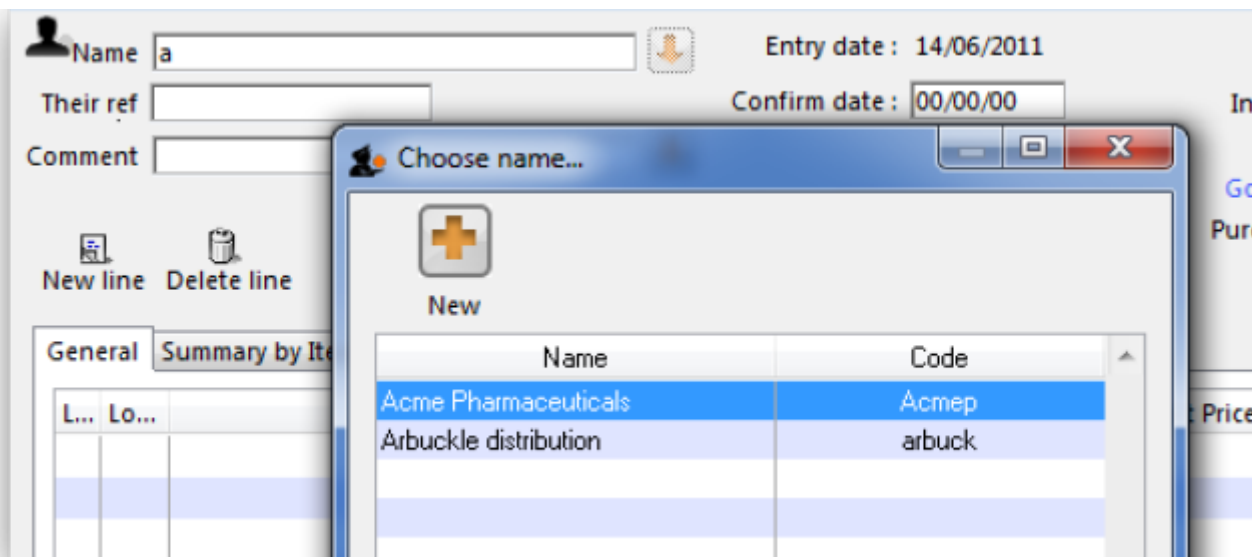 Name a
Entry date : 14/06/2011
Their ref
Confirm date : 00/00/00
In
Comment
Choose name...
Go
Pur
New line Delete line
New
General Summary by Ite
Name Code
L... Lo...
Acme Pharmaceuticals Acmep
Price
Arbuckle distribution arbuck